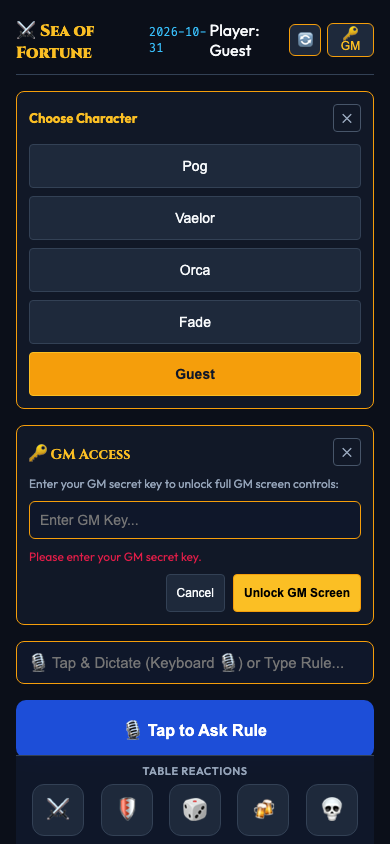 Sea of
Fortune
2026-10-
31
Player:
Guest
GM
Choose Character
Pog
Vaelor
Orca
Fade
Guest
GM Access
Enter your GM secret key to unlock full GM screen controls:
Enter GM Key...
Please enter your GM secret key.
Cancel
Unlock GM Screen
Tap & Dictate (Keyboard 🎙️) or Type Rule...
Tap to Ask Rule
TABLE REACTIONS